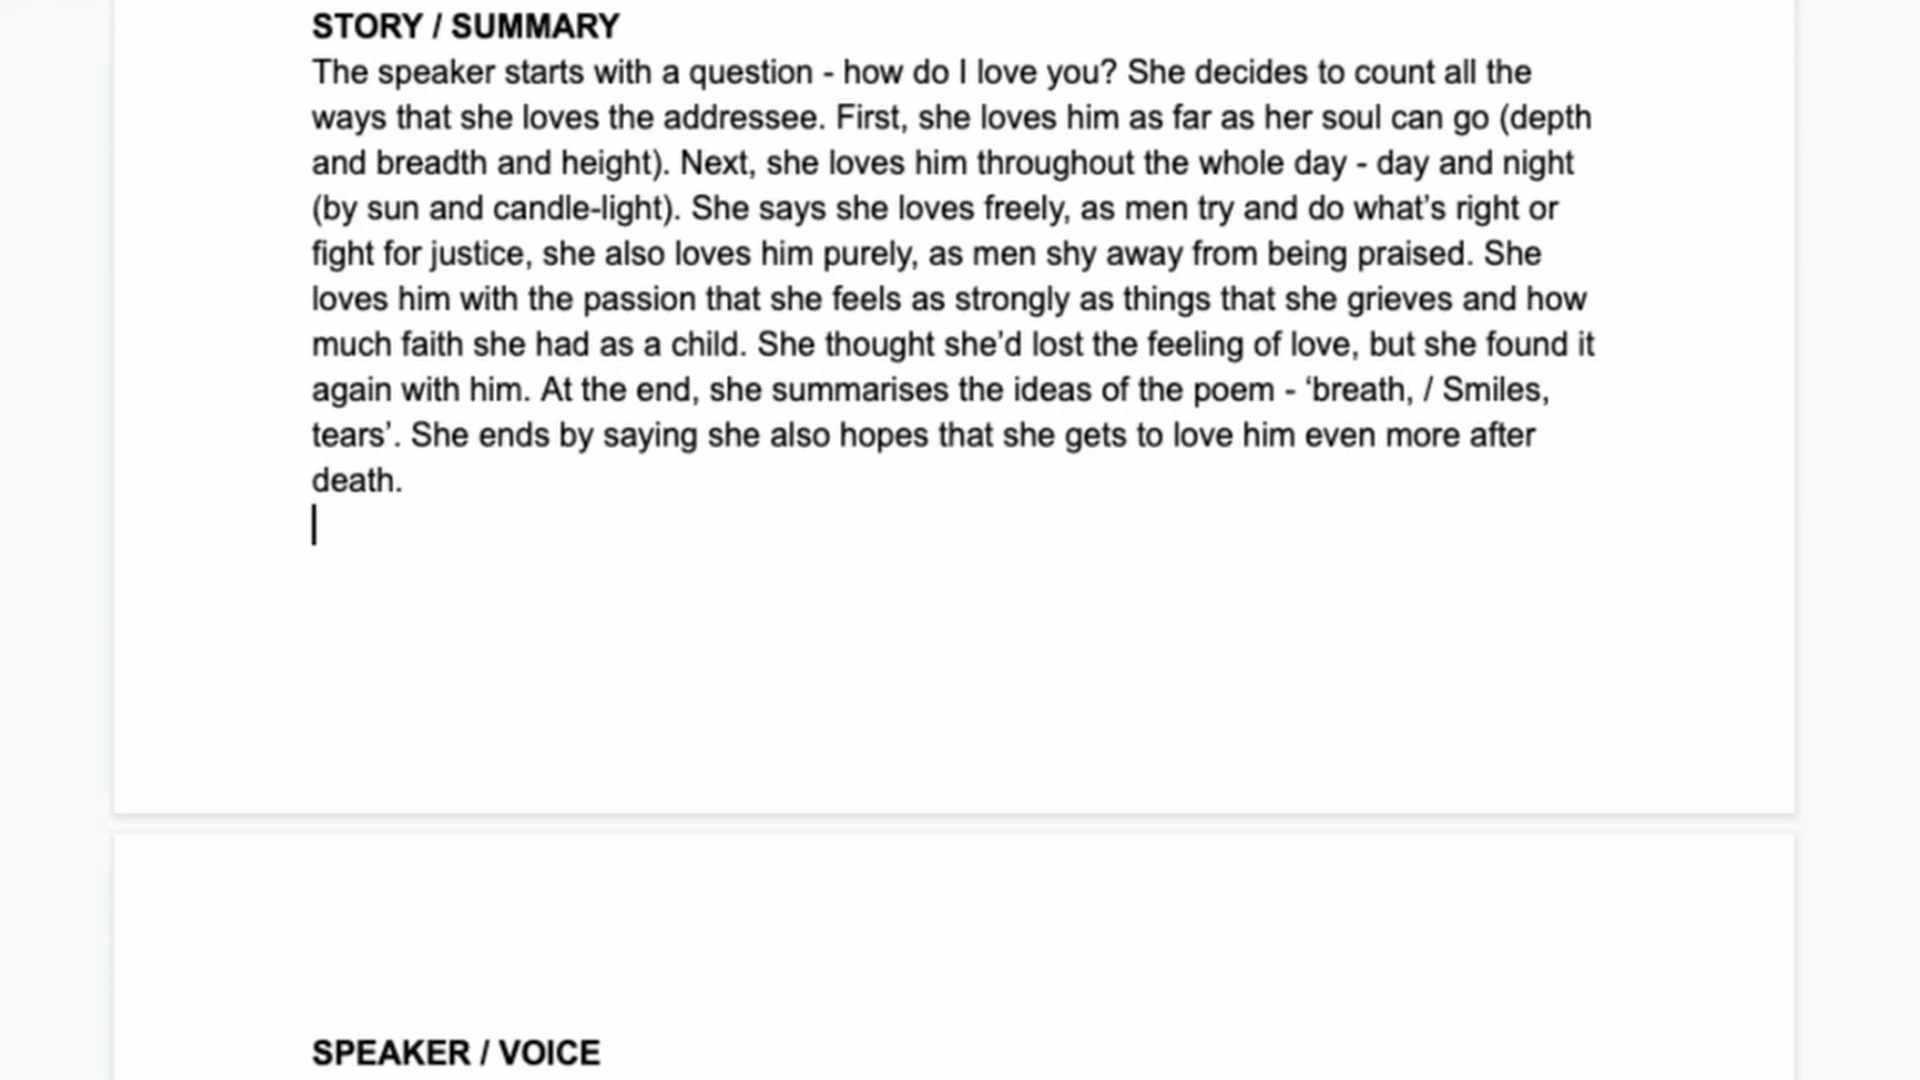 STORY / SUMMARY
The speaker starts with a question - how do I love you? She decides to count all the
ways that she loves the addressee. First, she loves him as far as her soul can go (depth
and breadth and height). Next, she loves him throughout the whole day - day and night
(by sun and candle-light). She says she loves freely, as men try and do what’s right or
fight for justice, she also loves him purely, as men shy away from being praised. She
loves him with the passion that she feels as strongly as things that she grieves and how
much faith she had as a child. She thought she’d lost the feeling of love, but she found it
again with him. At the end, she summarises the ideas of the poem - ‘breath, / Smiles,
tears’. She ends by saying she also hopes that she gets to love him even more after
death.
SPEAKER / VOICE